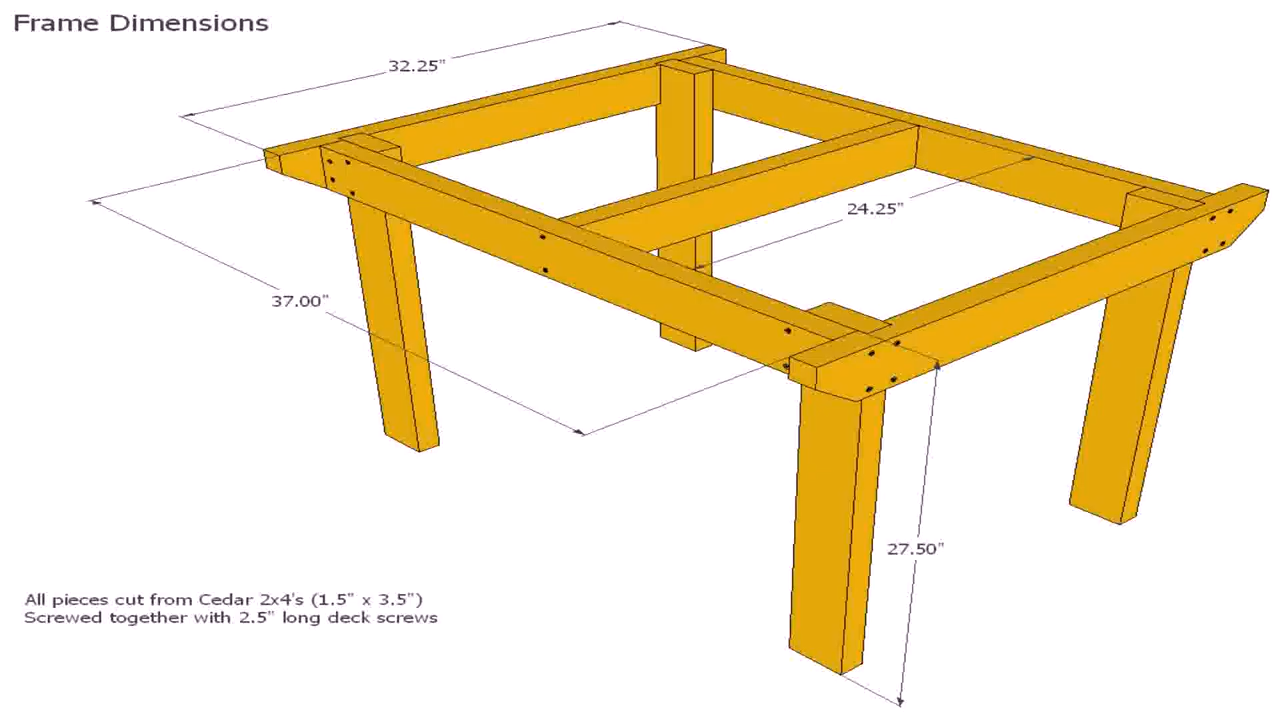 Frame Dimensions
32.25"
24.25"
37.00"
27.50"
All pieces cut from Cedar 2x4's (1.5" x 3.5")
Screwed together with 2.5" long deck screws